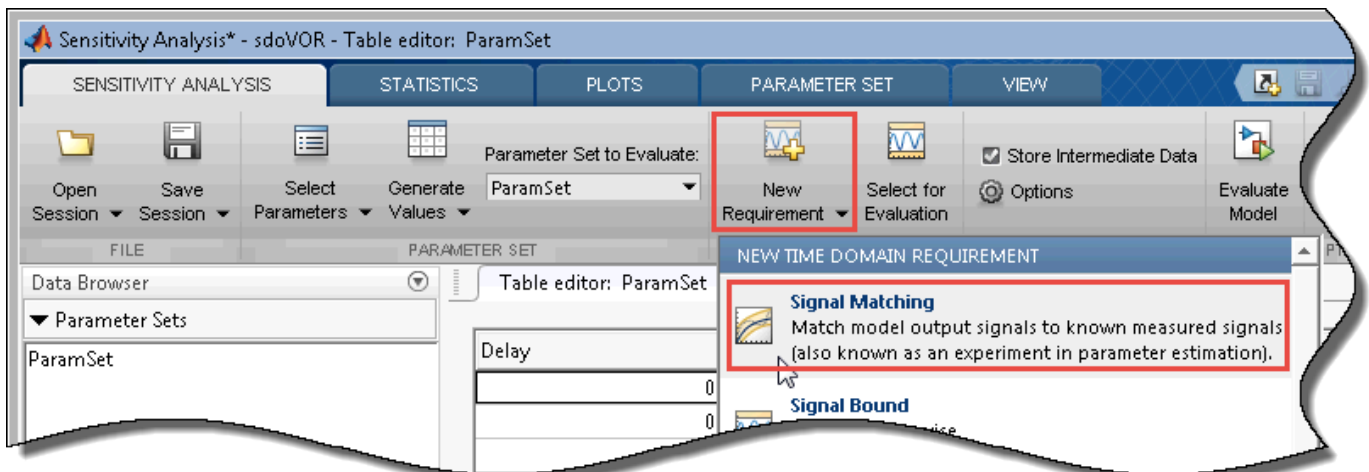 Sensitivity Analysis* - sdoVOR - Table editor: ParamSet
SENSITIVITY ANALYSIS
STATISTICS
PLOTS
PARAMETER SET
VIEW
Open Session
Save Session
Select Parameters
Generate Values
Parameter Set to Evaluate:
ParamSet
New Requirement
Select for Evaluation
Store Intermediate Data
Options
Evaluate Model
FILE
PARAMETER SET
NEW TIME DOMAIN REQUIREMENT
Data Browser
Table editor: ParamSet
Parameter Sets
ParamSet
Delay
0
0
Signal Matching
Match model output signals to known measured signals
(also known as an experiment in parameter estimation).
Signal Bound